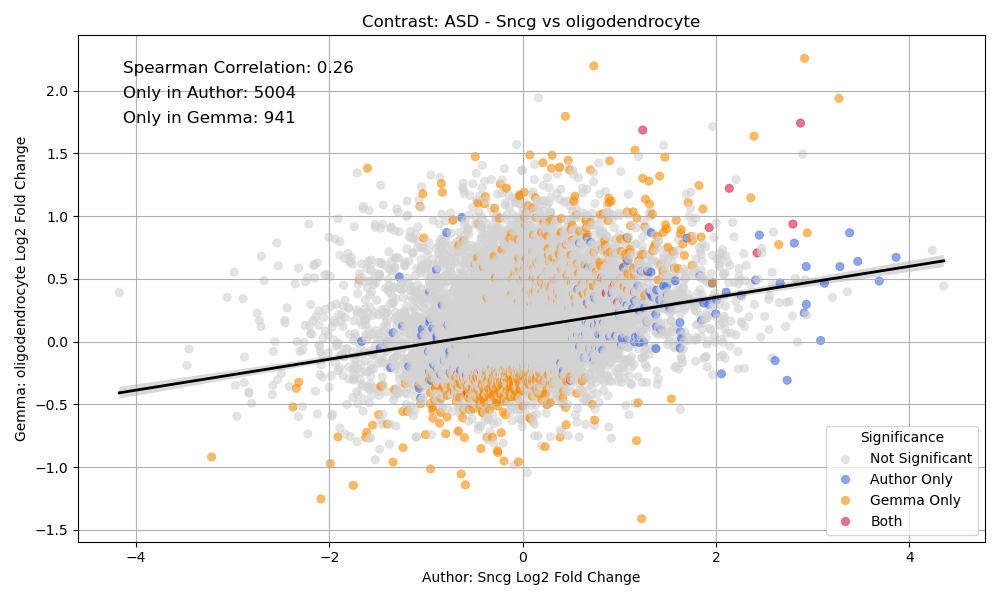 Contrast: ASD - Sncg vs oligodendrocyte
Spearman Correlation: 0.26
Only in Author: 5004
Only in Gemma: 941
Gemma: oligodendrocyte Log2 Fold Change
2.0
1.5
1.0
0.5
0.0
−0.5
−1.0
−1.5
−4
−2
0
2
4
Author: Sncg Log2 Fold Change
Significance
Not Significant
Author Only
Gemma Only
Both